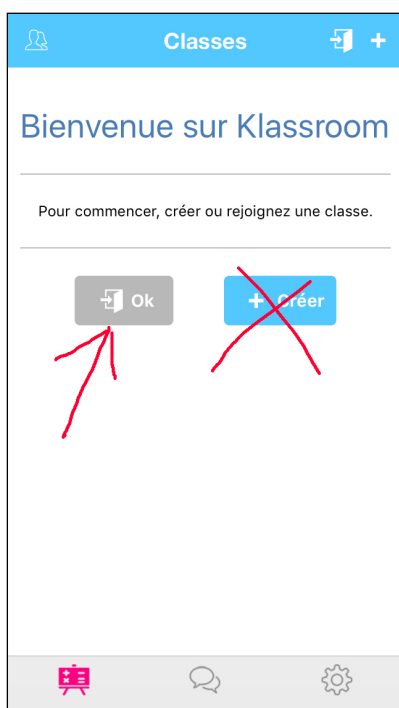 Classes
Bienvenue sur Klassroom
Pour commencer, créer ou rejoignez une classe.
Ok
+ Créer